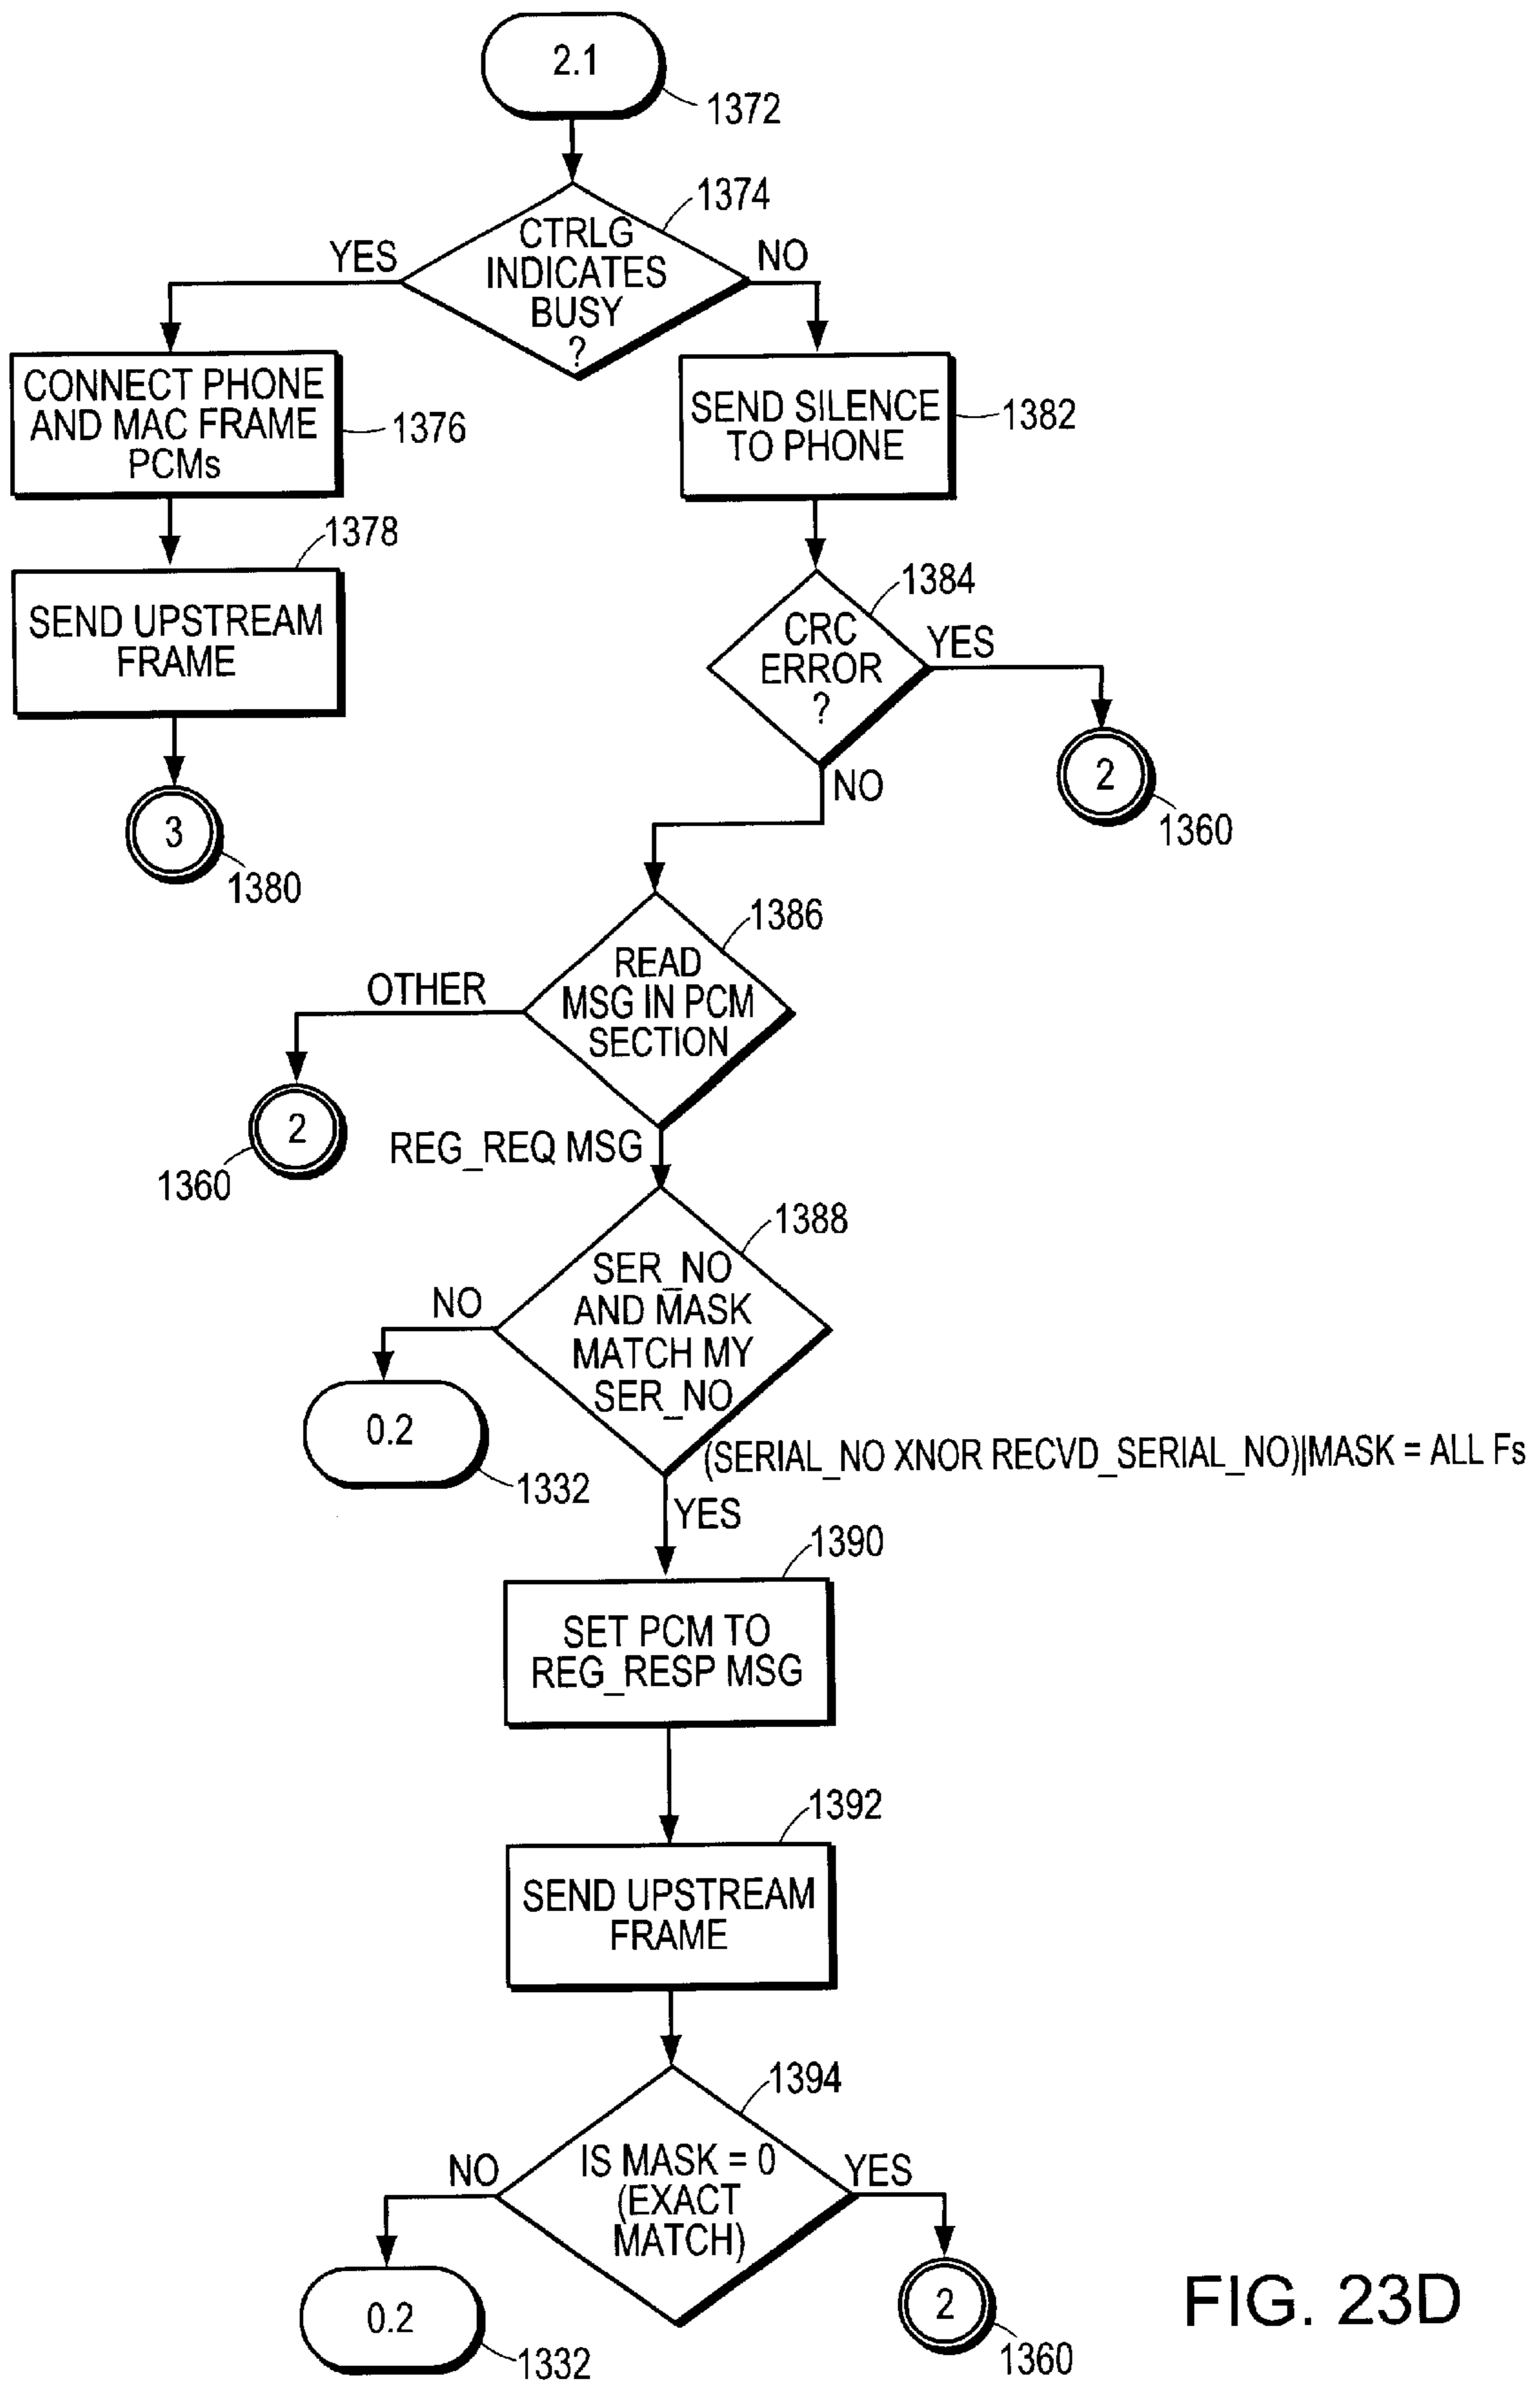 2.1
1372
1374
CTRLG
INDICATES
BUSY
?
YES
NO
CONNECT PHONE
AND MAC FRAME
PCMs
1376
SEND SILENCE
TO PHONE
1382
1378
SEND UPSTREAM
FRAME
1384
CRC
ERROR
?
YES
NO
2
1360
3
1380
1386
READ
MSG IN PCM
SECTION
OTHER
2
1360
REG_REQ MSG
1388
SER_NO
AND MASK
MATCH MY
SER_NO
NO
0.2
1332
(SERIAL_NO XNOR RECVD_SERIAL_NO)|MASK = ALL Fs
YES
1390
SET PCM TO
REG_RESP MSG
1392
SEND UPSTREAM
FRAME
1394
IS MASK = 0
(EXACT
MATCH)
NO
YES
0.2
1332
2
1360
FIG. 23D